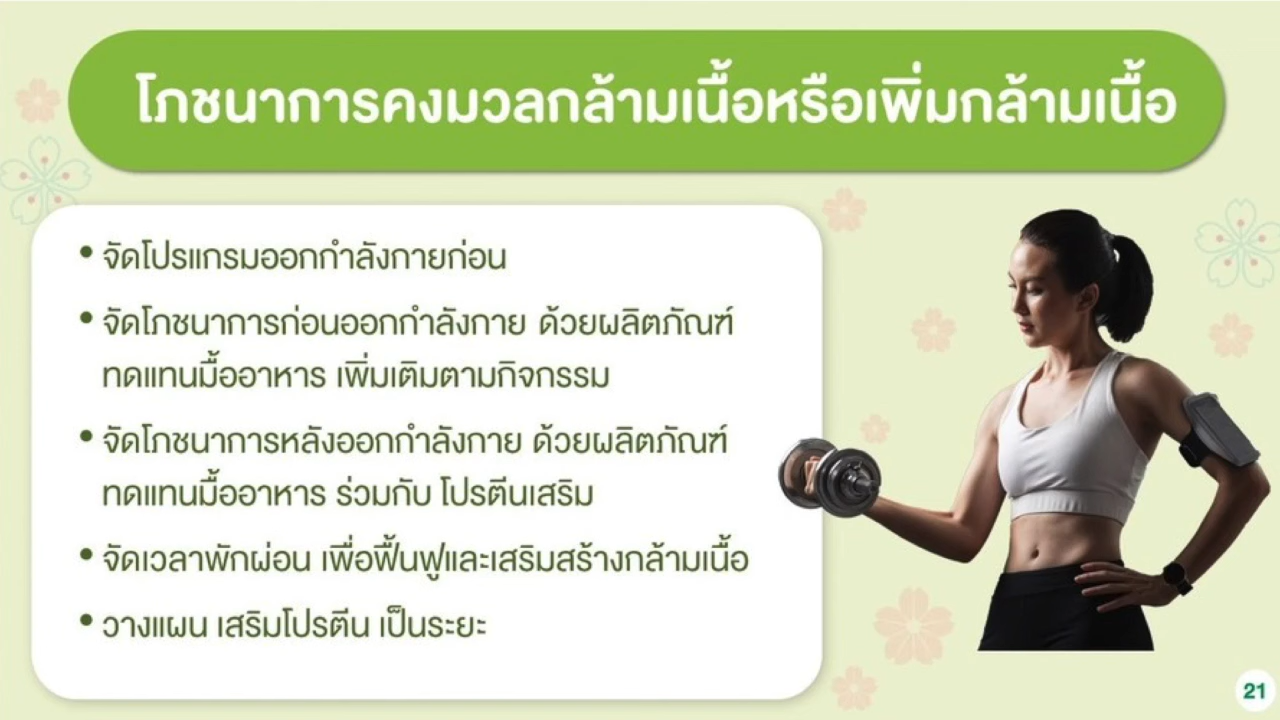 โภชนาการคงมวลกล้ามเนื้อหรือเพิ่มกล้ามเนื้อ
• จัดโปรแกรมออกกำลังกายก่อน
• จัดโภชนาการก่อนออกกำลังกาย ด้วยผลิตภัณฑ์
ทดแทนมื้ออาหาร เพิ่มเติมตามกิจกรรม
• จัดโภชนาการหลังออกกำลังกาย ด้วยผลิตภัณฑ์
ทดแทนมื้ออาหาร ร่วมกับ โปรตีนเสริม
• จัดเวลาพักผ่อน เพื่อฟื้นฟูและเสริมสร้างกล้ามเนื้อ
• วางแผน เสริมโปรตีน เป็นระยะ
21